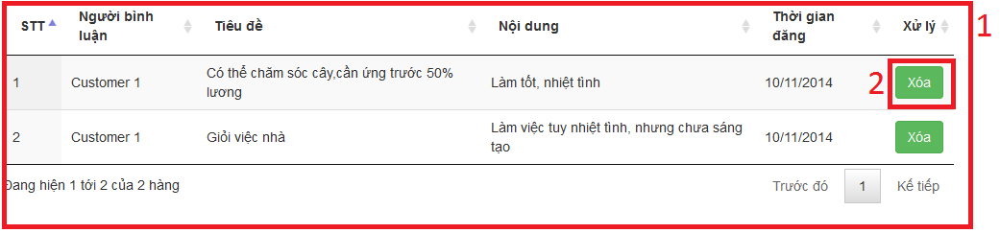 STT Người bình luận Tiêu đề Nội dung Thời gian đăng Xử lý 1
1 Customer 1 Có thể chăm sóc cây,cần ứng trước 50% lương Làm tốt, nhiệt tình 10/11/2014 2 Xóa
2 Customer 1 Giỏi việc nhà Làm việc tuy nhiệt tình, nhưng chưa sáng tạo 10/11/2014 Xóa
Đang hiện 1 tới 2 của 2 hàng Trước đó 1 Kế tiếp